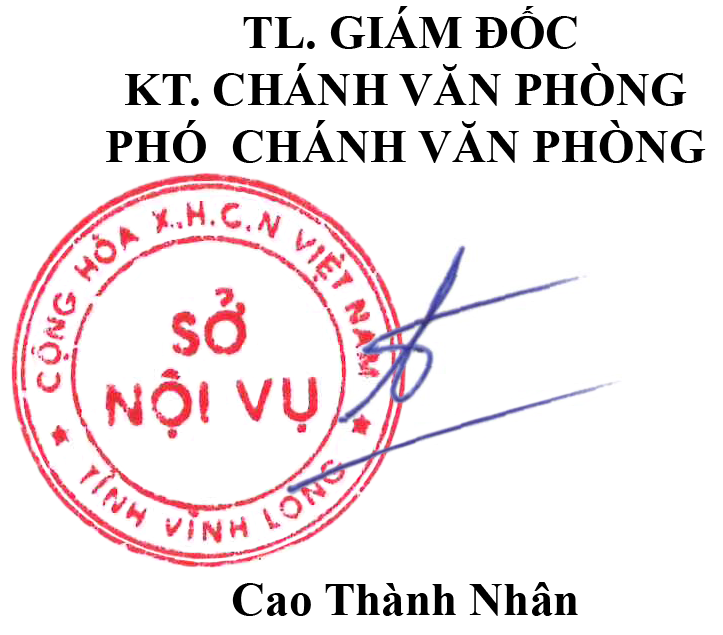 TL. GIÁM ĐỐC
KT. CHÁNH VĂN PHÒNG
PHÓ CHÁNH VĂN PHÒNG
CỘNG HÒA X.H.C.N VIỆT NAM
SỞ
NỘI VỤ
TỈNH VĨNH LONG
Cao Thành Nhân